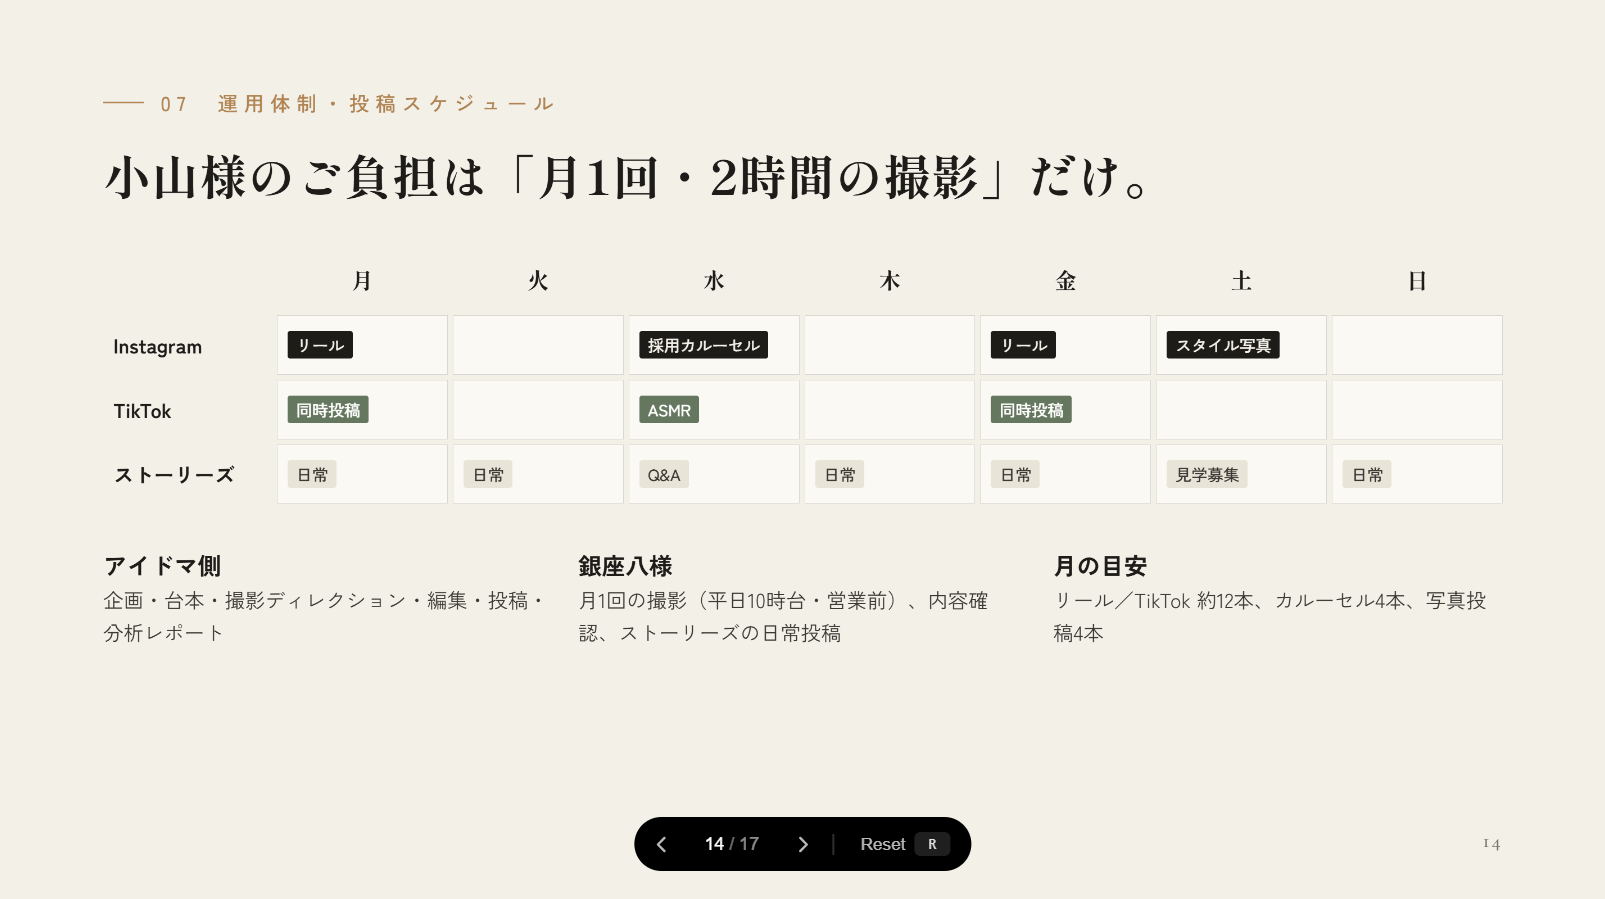 07 運用体制・投稿スケジュール
小山様のご負担は「月1回・2時間の撮影」だけ。
月 火 水 木 金 土 日
Instagram リール 採用カルーセル リール スタイル写真
TikTok 同時投稿 ASMR 同時投稿
ストーリーズ 日常 日常 Q&A 日常 日常 見学募集 日常
アイドマ側
企画・台本・撮影ディレクション・編集・投稿・
分析レポート
銀座八様
月1回の撮影（平日10時台・営業前）、内容確
認、ストーリーズの日常投稿
月の目安
リール／TikTok 約12本、カルーセル4本、写真投
稿4本
14 / 17 Reset R
14